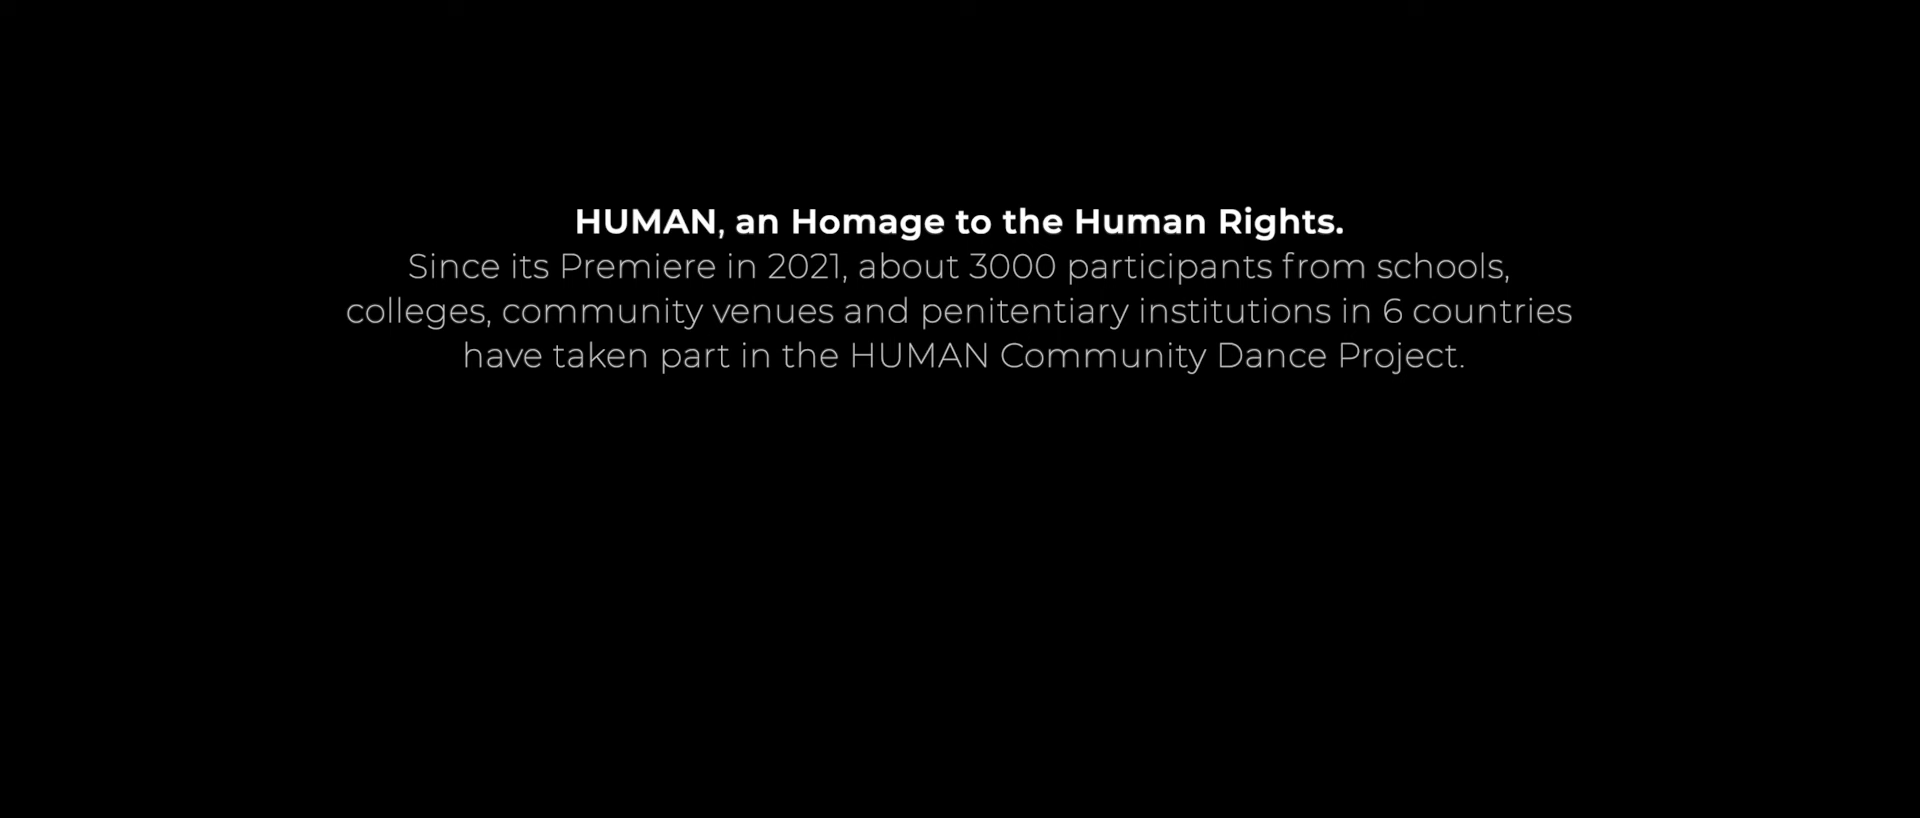 HUMAN, an Homage to the Human Rights.
Since its Premiere in 2021, about 3000 participants from schools,
colleges, community venues and penitentiary institutions in 6 countries
have taken part in the HUMAN Community Dance Project.